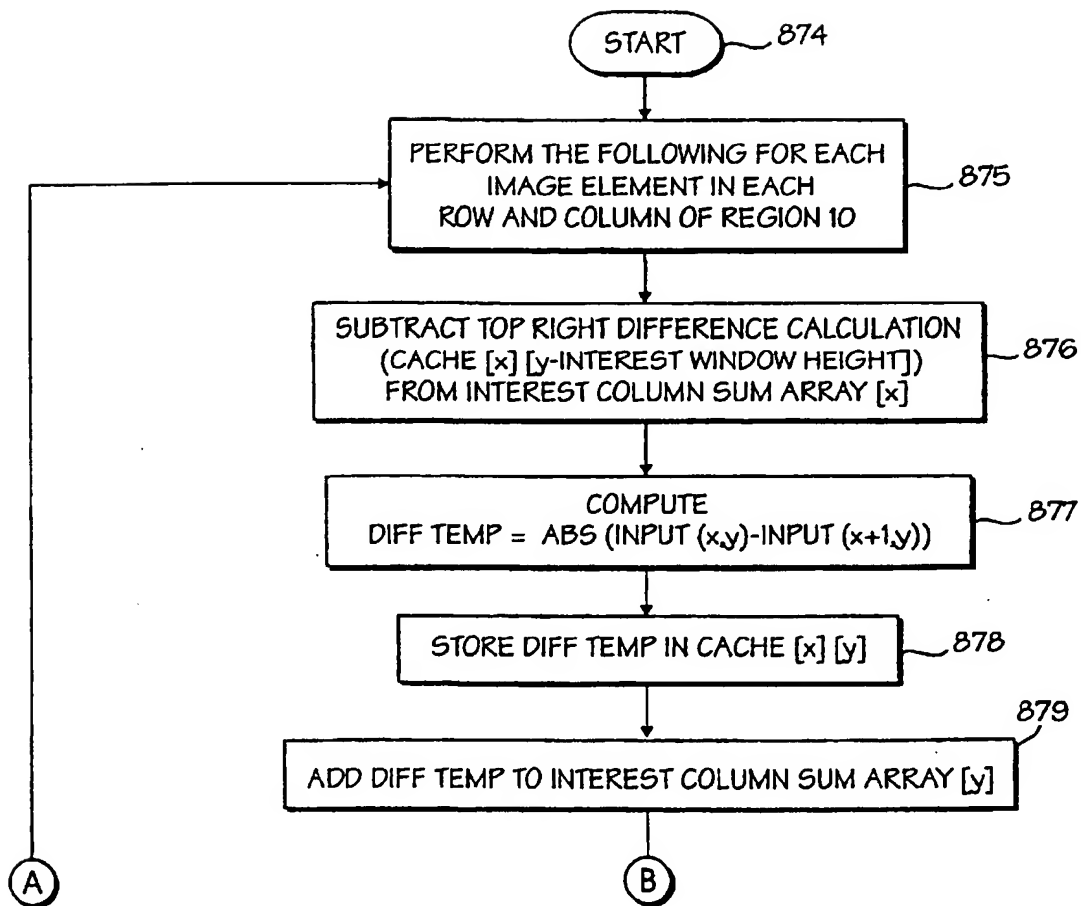 START
874
PERFORM THE FOLLOWING FOR EACH
IMAGE ELEMENT IN EACH
ROW AND COLUMN OF REGION 10
875
SUBTRACT TOP RIGHT DIFFERENCE CALCULATION
(CACHE [x] [y-INTEREST WINDOW HEIGHT])
FROM INTEREST COLUMN SUM ARRAY [x]
876
COMPUTE
DIFF TEMP = ABS (INPUT (x,y)-INPUT (x+1,y))
877
STORE DIFF TEMP IN CACHE [x] [y]
878
879
ADD DIFF TEMP TO INTEREST COLUMN SUM ARRAY [y]
A
B